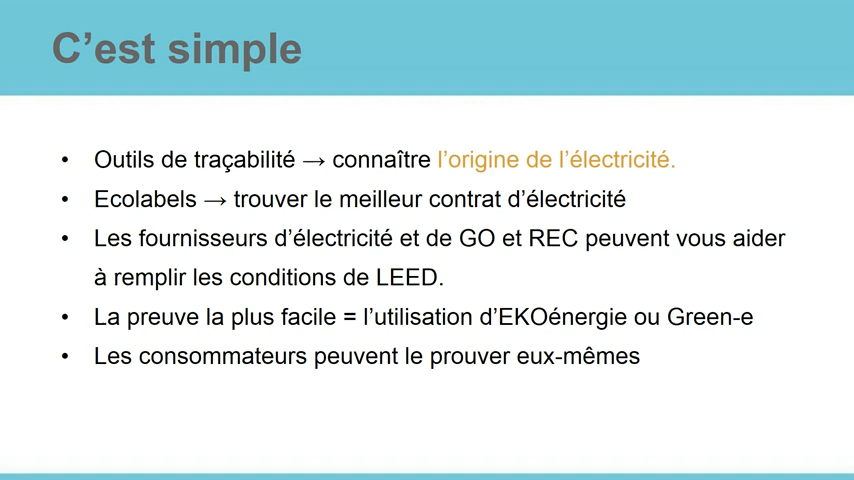 C’est simple
• Outils de traçabilité → connaître l’origine de l’électricité.
• Ecolabels → trouver le meilleur contrat d’électricité
• Les fournisseurs d’électricité et de GO et REC peuvent vous aider
à remplir les conditions de LEED.
• La preuve la plus facile = l’utilisation d’EKOénergie ou Green-e
• Les consommateurs peuvent le prouver eux-mêmes